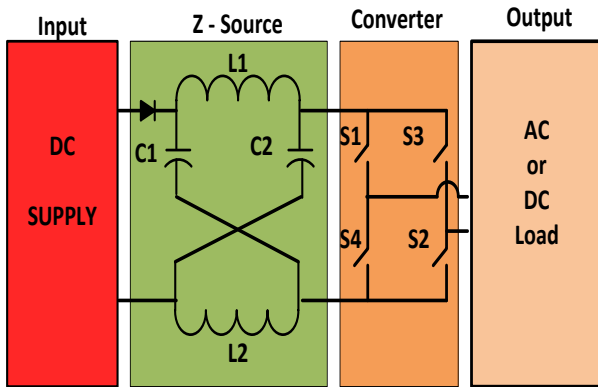 Input
Z - Source
Converter
Output
L1
DC
SUPPLY
C1
C2
S1
S3
S4
S2
L2
AC
or
DC
Load